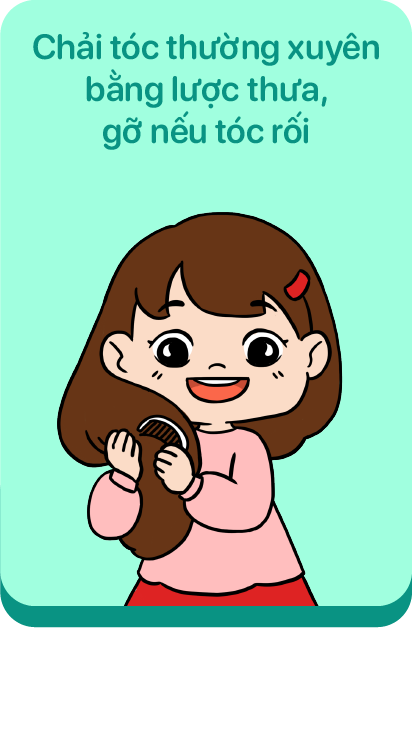 Chải tóc thường xuyên
bằng lược thưa,
gỡ nếu tóc rối